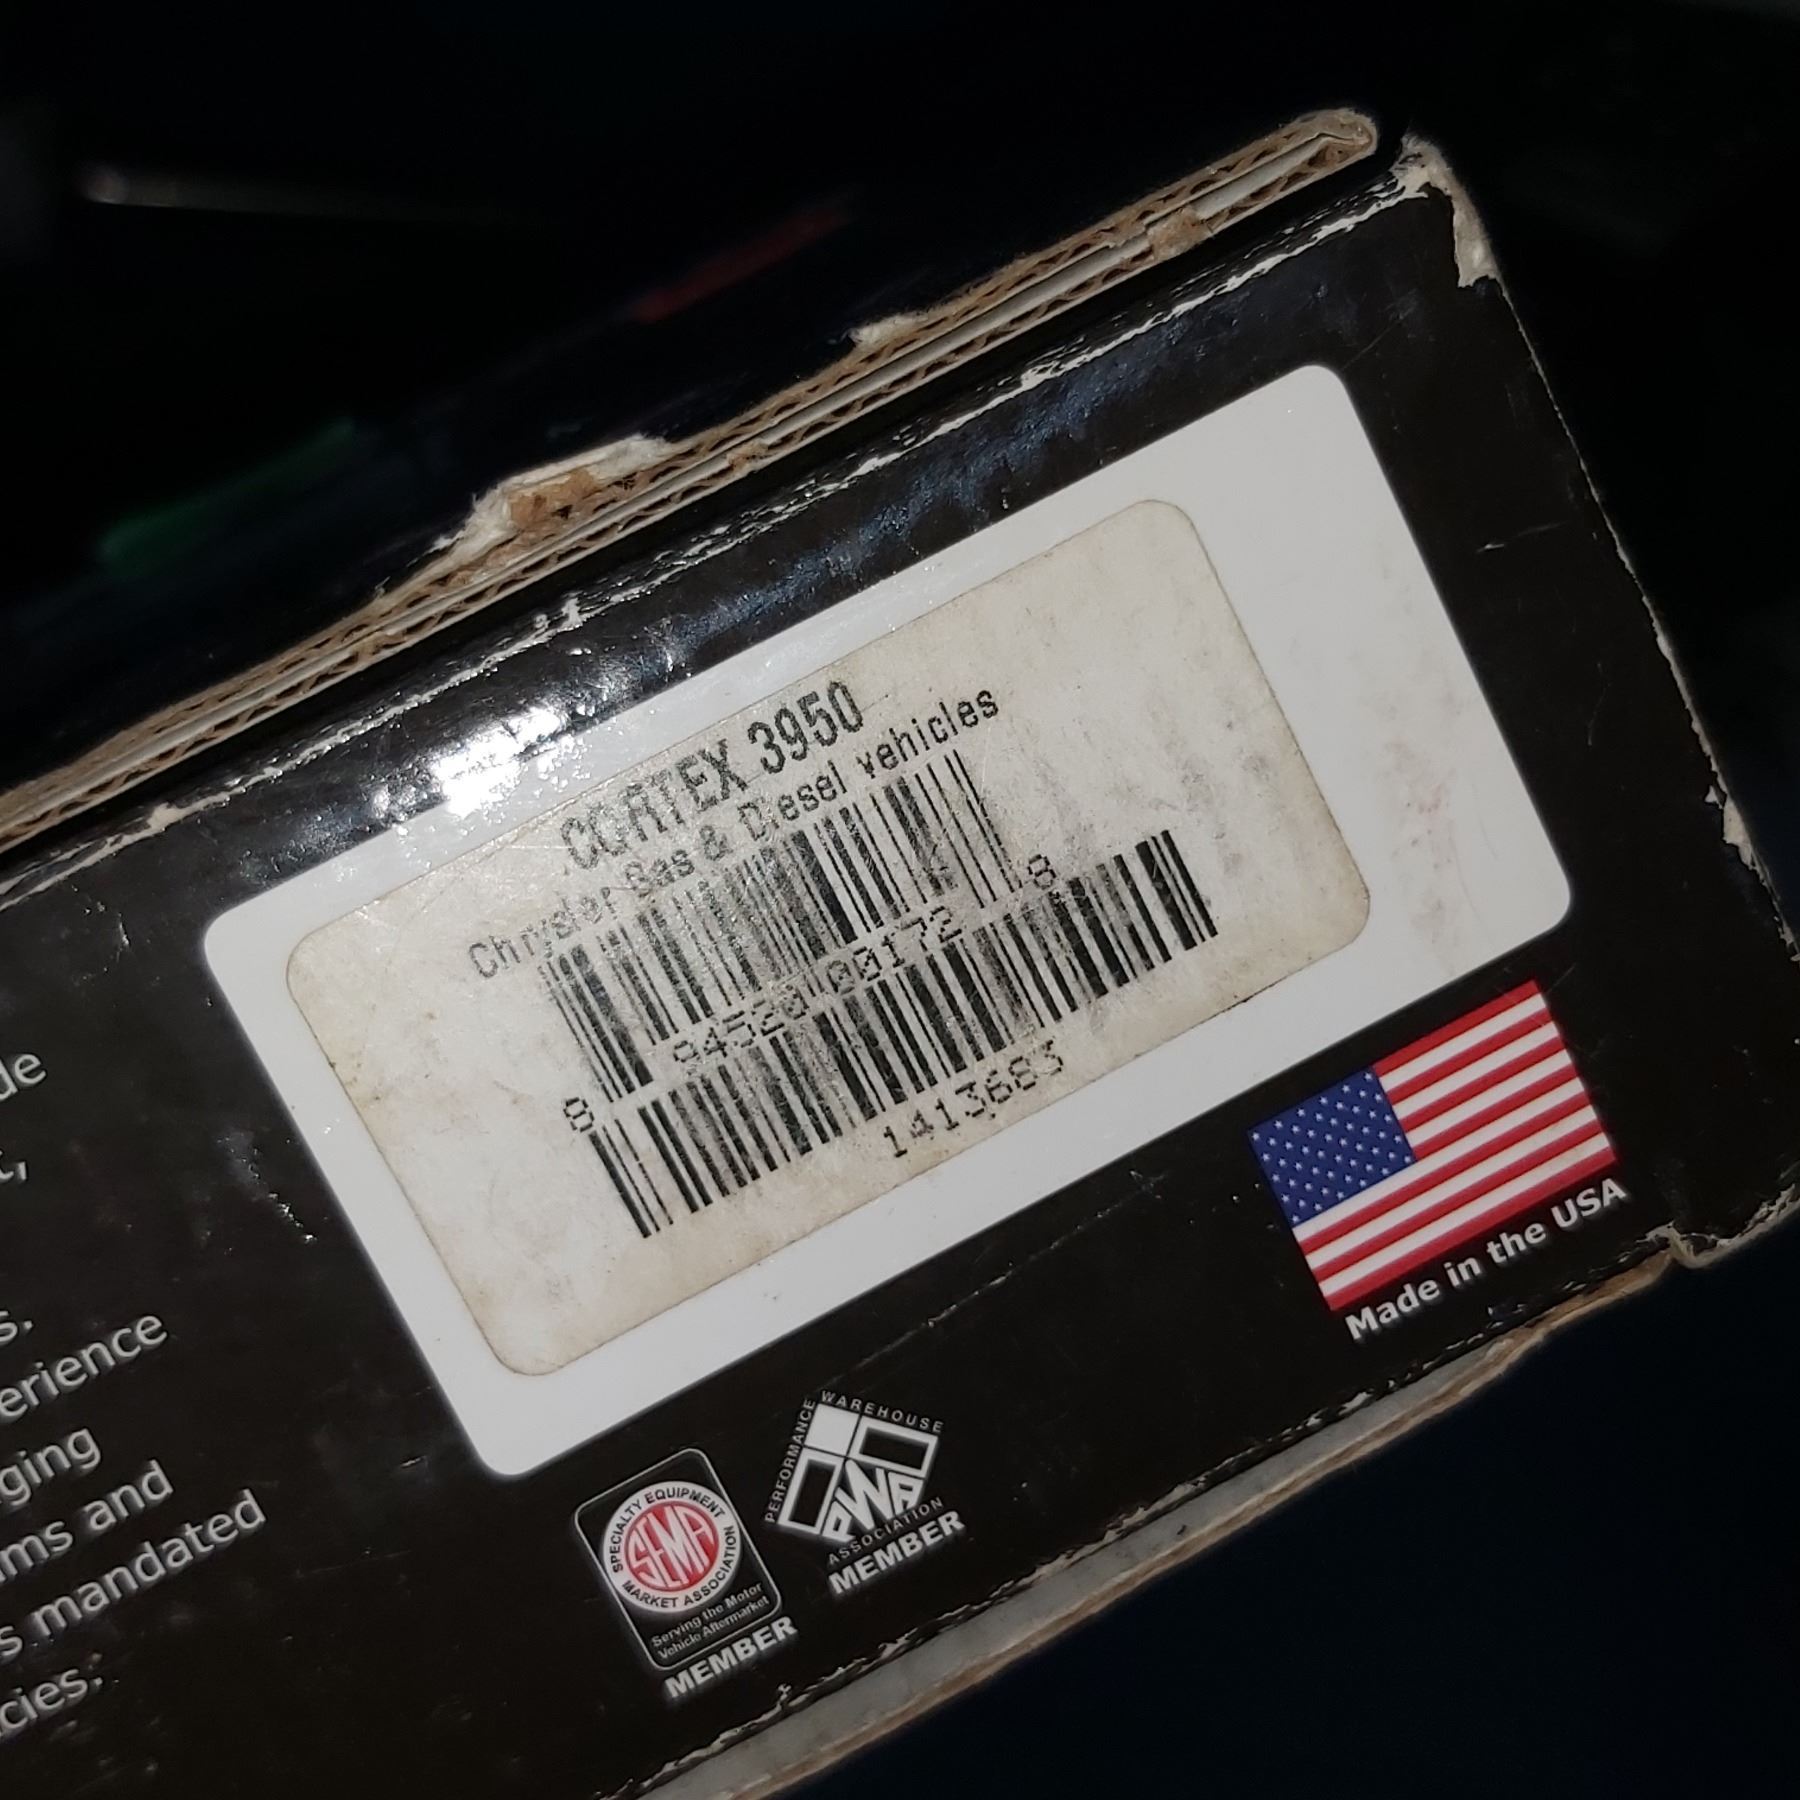 CORTEX 3950
Chrysler Gas & Diesel vehicles
8 94520 00172 8
1413683
de
t,
s.
erience
ging
ms and
s mandated
cies:
Made in the USA
SPECIALTY EQUIPMENT
SEMA
MARKET ASSOCIATION
Serving the Motor
Vehicle Aftermarket
MEMBER
PERFORMANCE WAREHOUSE
PWA
ASSOCIATION
MEMBER